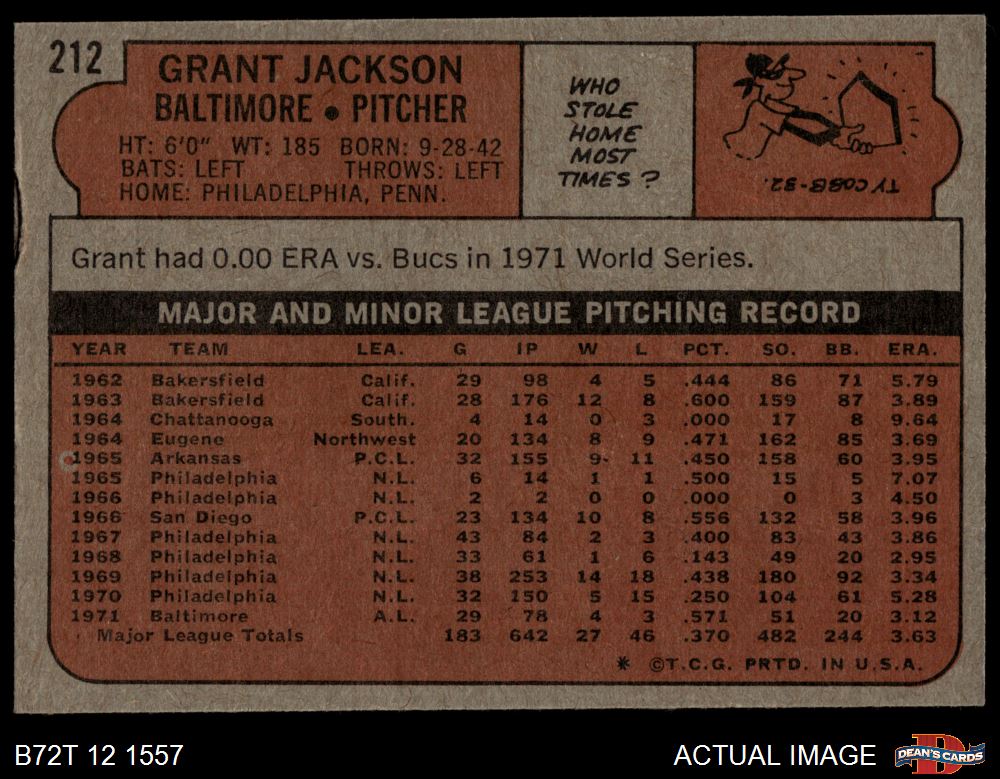 212
GRANT JACKSON
BALTIMORE • PITCHER
HT: 6'0" WT: 185 BORN: 9-28-42
BATS: LEFT THROWS: LEFT
HOME: PHILADELPHIA, PENN.
WHO
STOLE
HOME
MOST
TIMES?
TY COBB-32.
Grant had 0.00 ERA vs. Bucs in 1971 World Series.
MAJOR AND MINOR LEAGUE PITCHING RECORD
YEAR TEAM LEA. G IP W L PCT. SO. BB. ERA.
1962 Bakersfield Calif. 29 98 4 5 .444 86 71 5.79
1963 Bakersfield Calif. 28 176 12 8 .600 159 87 3.89
1964 Chattanooga South. 4 14 0 3 .000 17 8 9.64
1964 Eugene Northwest 20 134 8 9 .471 162 85 3.69
1965 Arkansas P.C.L. 32 155 9 11 .450 158 60 3.95
1965 Philadelphia N.L. 6 14 1 1 .500 15 5 7.07
1966 Philadelphia N.L. 2 2 0 0 .000 0 3 4.50
1966 San Diego P.C.L. 23 134 10 8 .556 132 58 3.96
1967 Philadelphia N.L. 43 84 2 3 .400 83 43 3.86
1968 Philadelphia N.L. 33 61 1 6 .143 49 20 2.95
1969 Philadelphia N.L. 38 253 14 18 .438 180 92 3.34
1970 Philadelphia N.L. 32 150 5 15 .250 104 61 5.28
1971 Baltimore A.L. 29 78 4 3 .571 51 20 3.12
Major League Totals 183 642 27 46 .370 482 244 3.63
* ©T.C.G. PRTD. IN U.S.A.
B72T 12 1557
ACTUAL IMAGE
DEAN'S CARDS